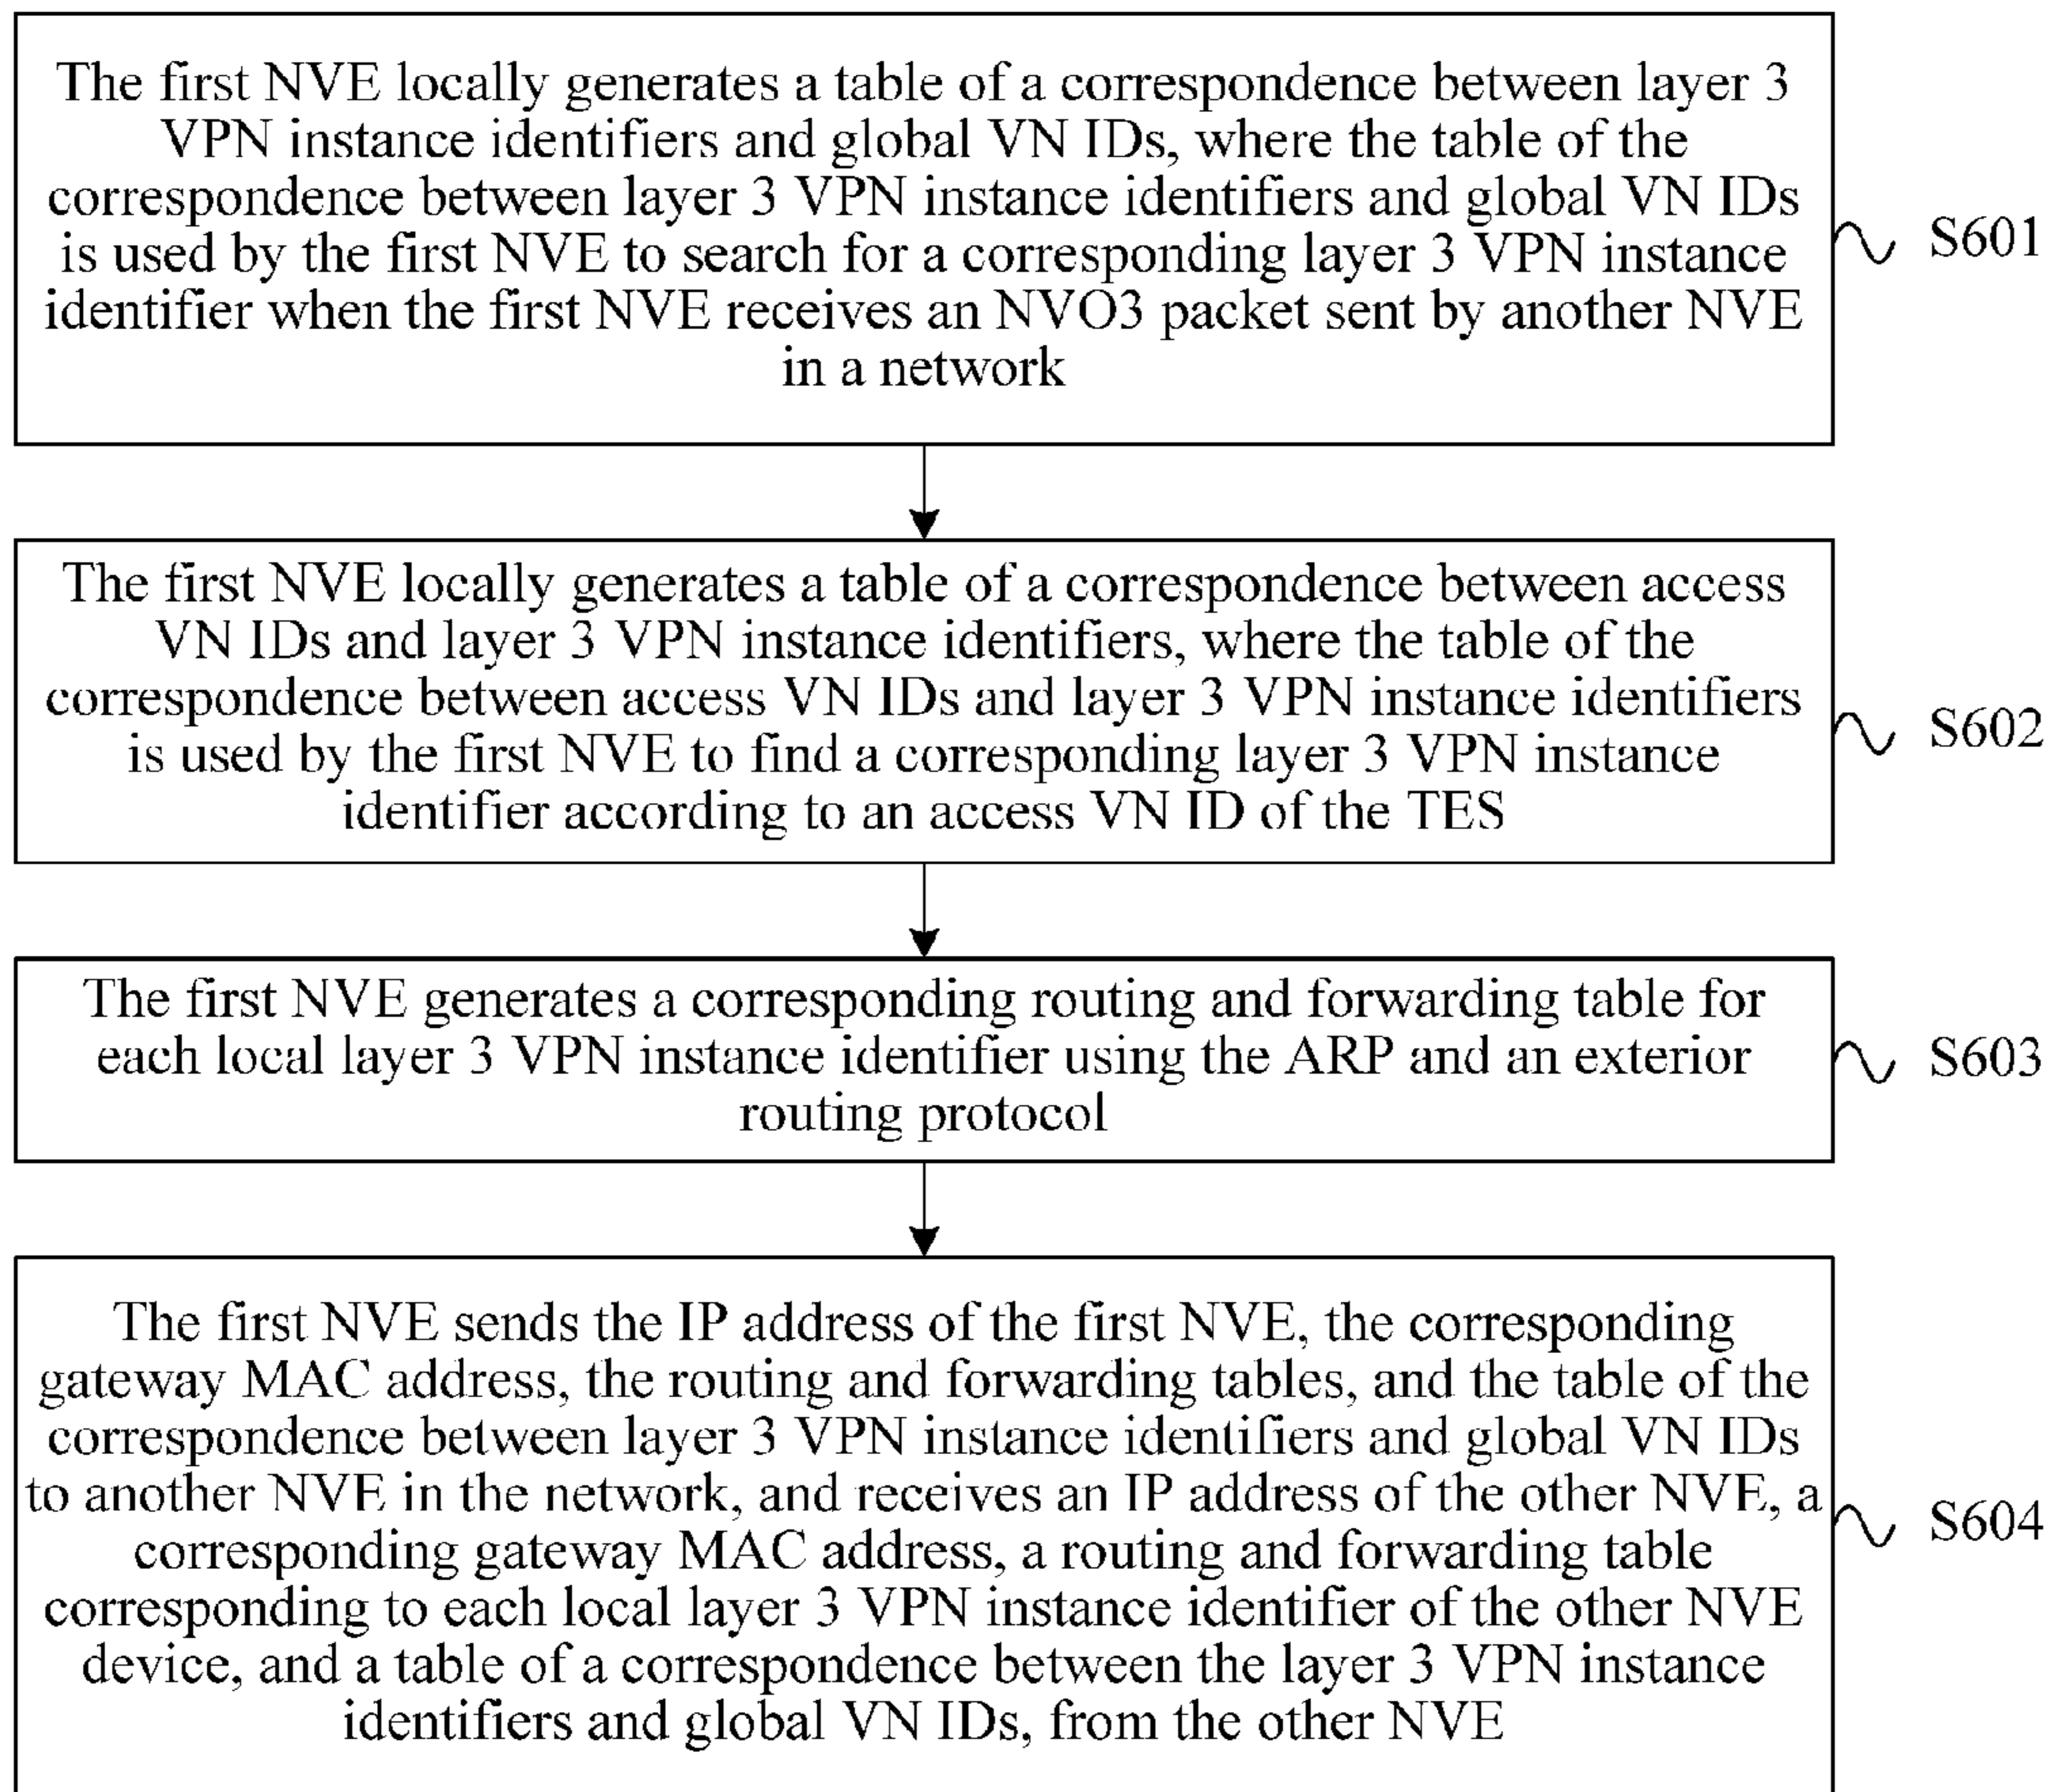 The first NVE locally generates a table of a correspondence between layer 3
VPN instance identifiers and global VN IDs, where the table of the
correspondence between layer 3 VPN instance identifiers and global VN IDs
is used by the first NVE to search for a corresponding layer 3 VPN instance
identifier when the first NVE receives an NVO3 packet sent by another NVE
in a network
S601
The first NVE locally generates a table of a correspondence between access
VN IDs and layer 3 VPN instance identifiers, where the table of the
correspondence between access VN IDs and layer 3 VPN instance identifiers
is used by the first NVE to find a corresponding layer 3 VPN instance
identifier according to an access VN ID of the TES
S602
The first NVE generates a corresponding routing and forwarding table for
each local layer 3 VPN instance identifier using the ARP and an exterior
routing protocol
S603
The first NVE sends the IP address of the first NVE, the corresponding
gateway MAC address, the routing and forwarding tables, and the table of the
correspondence between layer 3 VPN instance identifiers and global VN IDs
to another NVE in the network, and receives an IP address of the other NVE, a
corresponding gateway MAC address, a routing and forwarding table
corresponding to each local layer 3 VPN instance identifier of the other NVE
device, and a table of a correspondence between the layer 3 VPN instance
identifiers and global VN IDs, from the other NVE
S604